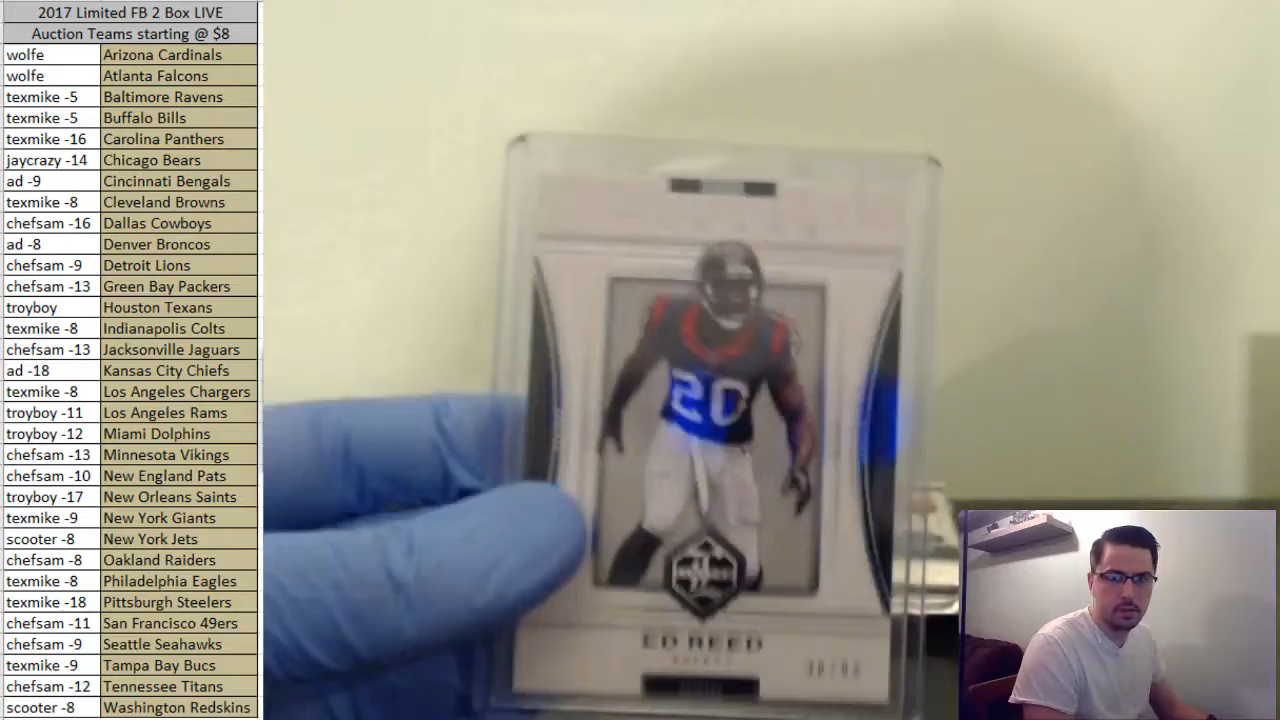 2017 Limited FB 2 Box LIVE
Auction Teams starting @ $8
wolfe Arizona Cardinals
wolfe Atlanta Falcons
texmike -5 Baltimore Ravens
texmike -5 Buffalo Bills
texmike -16 Carolina Panthers
jaycrazy -14 Chicago Bears
ad -9 Cincinnati Bengals
texmike -8 Cleveland Browns
chefsam -16 Dallas Cowboys
ad -8 Denver Broncos
chefsam -9 Detroit Lions
chefsam -13 Green Bay Packers
troyboy Houston Texans
texmike -8 Indianapolis Colts
chefsam -13 Jacksonville Jaguars
ad -18 Kansas City Chiefs
texmike -8 Los Angeles Chargers
troyboy -11 Los Angeles Rams
troyboy -12 Miami Dolphins
chefsam -13 Minnesota Vikings
chefsam -10 New England Pats
troyboy -17 New Orleans Saints
texmike -9 New York Giants
scooter -8 New York Jets
chefsam -8 Oakland Raiders
texmike -8 Philadelphia Eagles
texmike -18 Pittsburgh Steelers
chefsam -11 San Francisco 49ers
chefsam -9 Seattle Seahawks
texmike -9 Tampa Bay Bucs
chefsam -12 Tennessee Titans
scooter -8 Washington Redskins
20
ED REED